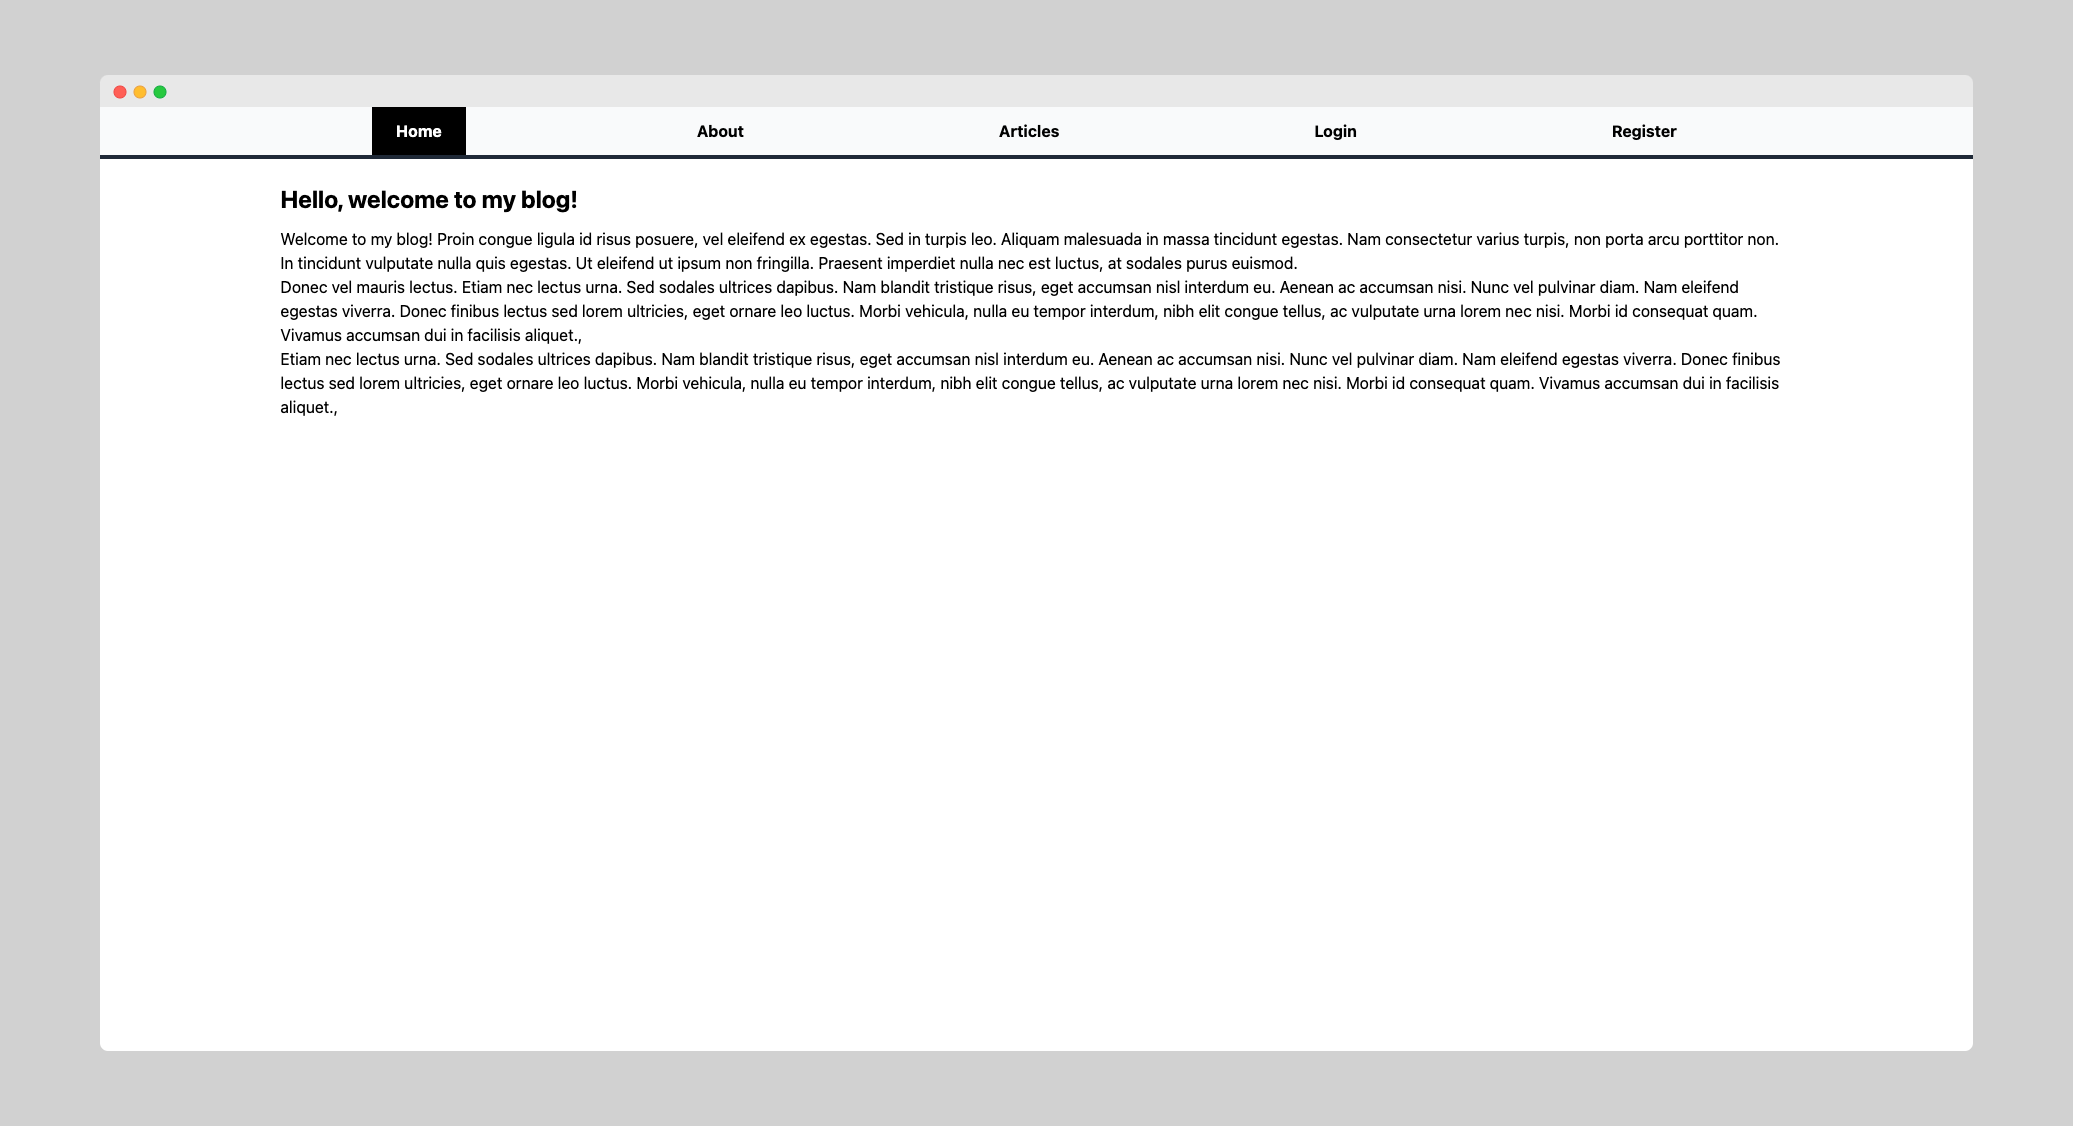 Home About Articles Login Register
Hello, welcome to my blog!
Welcome to my blog! Proin congue ligula id risus posuere, vel eleifend ex egestas. Sed in turpis leo. Aliquam malesuada in massa tincidunt egestas. Nam consectetur varius turpis, non porta arcu porttitor non.
In tincidunt vulputate nulla quis egestas. Ut eleifend ut ipsum non fringilla. Praesent imperdiet nulla nec est luctus, at sodales purus euismod.
Donec vel mauris lectus. Etiam nec lectus urna. Sed sodales ultrices dapibus. Nam blandit tristique risus, eget accumsan nisl interdum eu. Aenean ac accumsan nisi. Nunc vel pulvinar diam. Nam eleifend
egestas viverra. Donec finibus lectus sed lorem ultricies, eget ornare leo luctus. Morbi vehicula, nulla eu tempor interdum, nibh elit congue tellus, ac vulputate urna lorem nec nisi. Morbi id consequat quam.
Vivamus accumsan dui in facilisis aliquet.,
Etiam nec lectus urna. Sed sodales ultrices dapibus. Nam blandit tristique risus, eget accumsan nisl interdum eu. Aenean ac accumsan nisi. Nunc vel pulvinar diam. Nam eleifend egestas viverra. Donec finibus
lectus sed lorem ultricies, eget ornare leo luctus. Morbi vehicula, nulla eu tempor interdum, nibh elit congue tellus, ac vulputate urna lorem nec nisi. Morbi id consequat quam. Vivamus accumsan dui in facilisis
aliquet.,